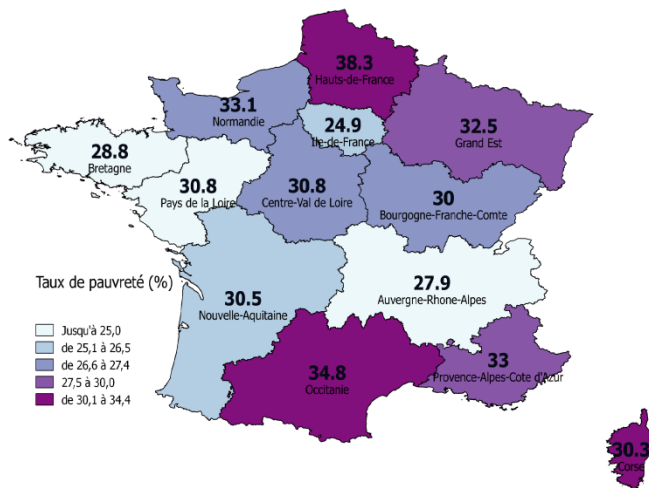 38.3
Hauts-de-France
33.1
Normandie
24.9
Ile-de-France
32.5
Grand Est
28.8
Bretagne
30.8
Pays de la Loire
30.8
Centre-Val de Loire
30
Bourgogne-Franche-Comte
27.9
Auvergne-Rhone-Alpes
30.5
Nouvelle-Aquitaine
34.8
Occitanie
33
Provence-Alpes-Cote d'Azur
30.3
Corse
Taux de pauvreté (%)
Jusqu'à 25,0
de 25,1 à 26,5
de 26,6 à 27,4
27,5 à 30,0
de 30,1 à 34,4